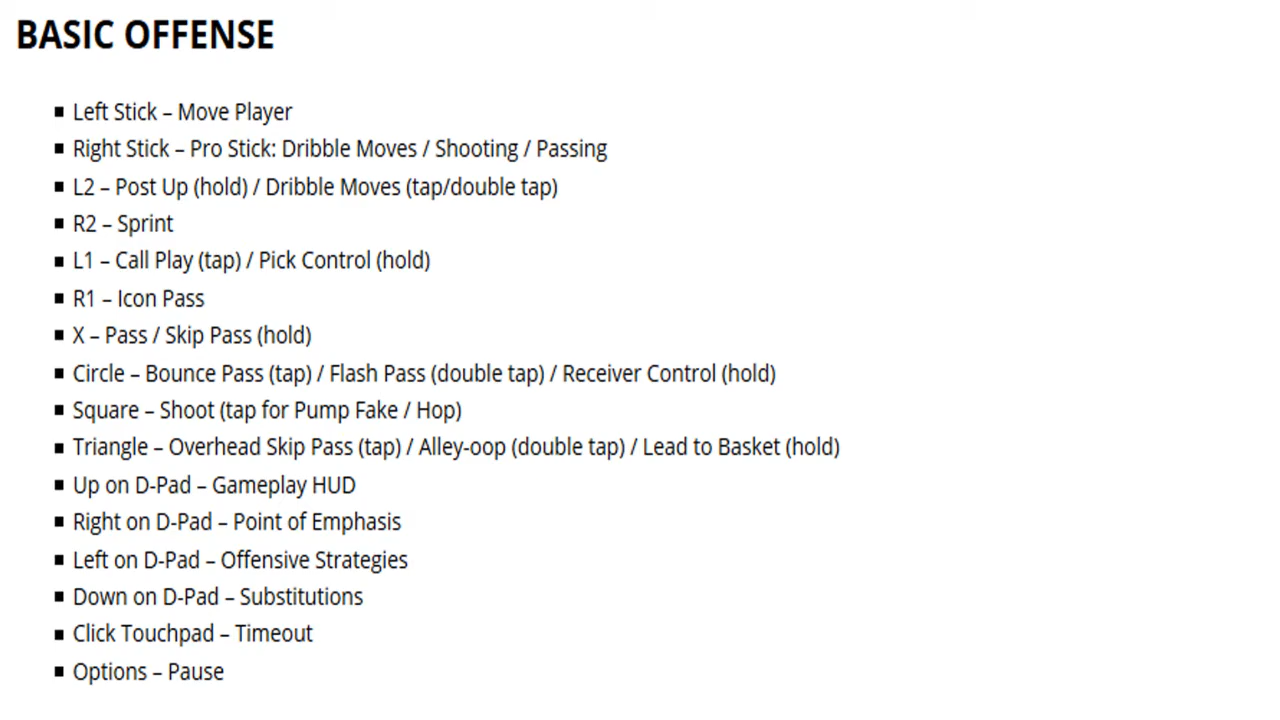 BASIC OFFENSE
▪ Left Stick – Move Player
▪ Right Stick – Pro Stick: Dribble Moves / Shooting / Passing
▪ L2 – Post Up (hold) / Dribble Moves (tap/double tap)
▪ R2 – Sprint
▪ L1 – Call Play (tap) / Pick Control (hold)
▪ R1 – Icon Pass
▪ X – Pass / Skip Pass (hold)
▪ Circle – Bounce Pass (tap) / Flash Pass (double tap) / Receiver Control (hold)
▪ Square – Shoot (tap for Pump Fake / Hop)
▪ Triangle – Overhead Skip Pass (tap) / Alley-oop (double tap) / Lead to Basket (hold)
▪ Up on D-Pad – Gameplay HUD
▪ Right on D-Pad – Point of Emphasis
▪ Left on D-Pad – Offensive Strategies
▪ Down on D-Pad – Substitutions
▪ Click Touchpad – Timeout
▪ Options – Pause